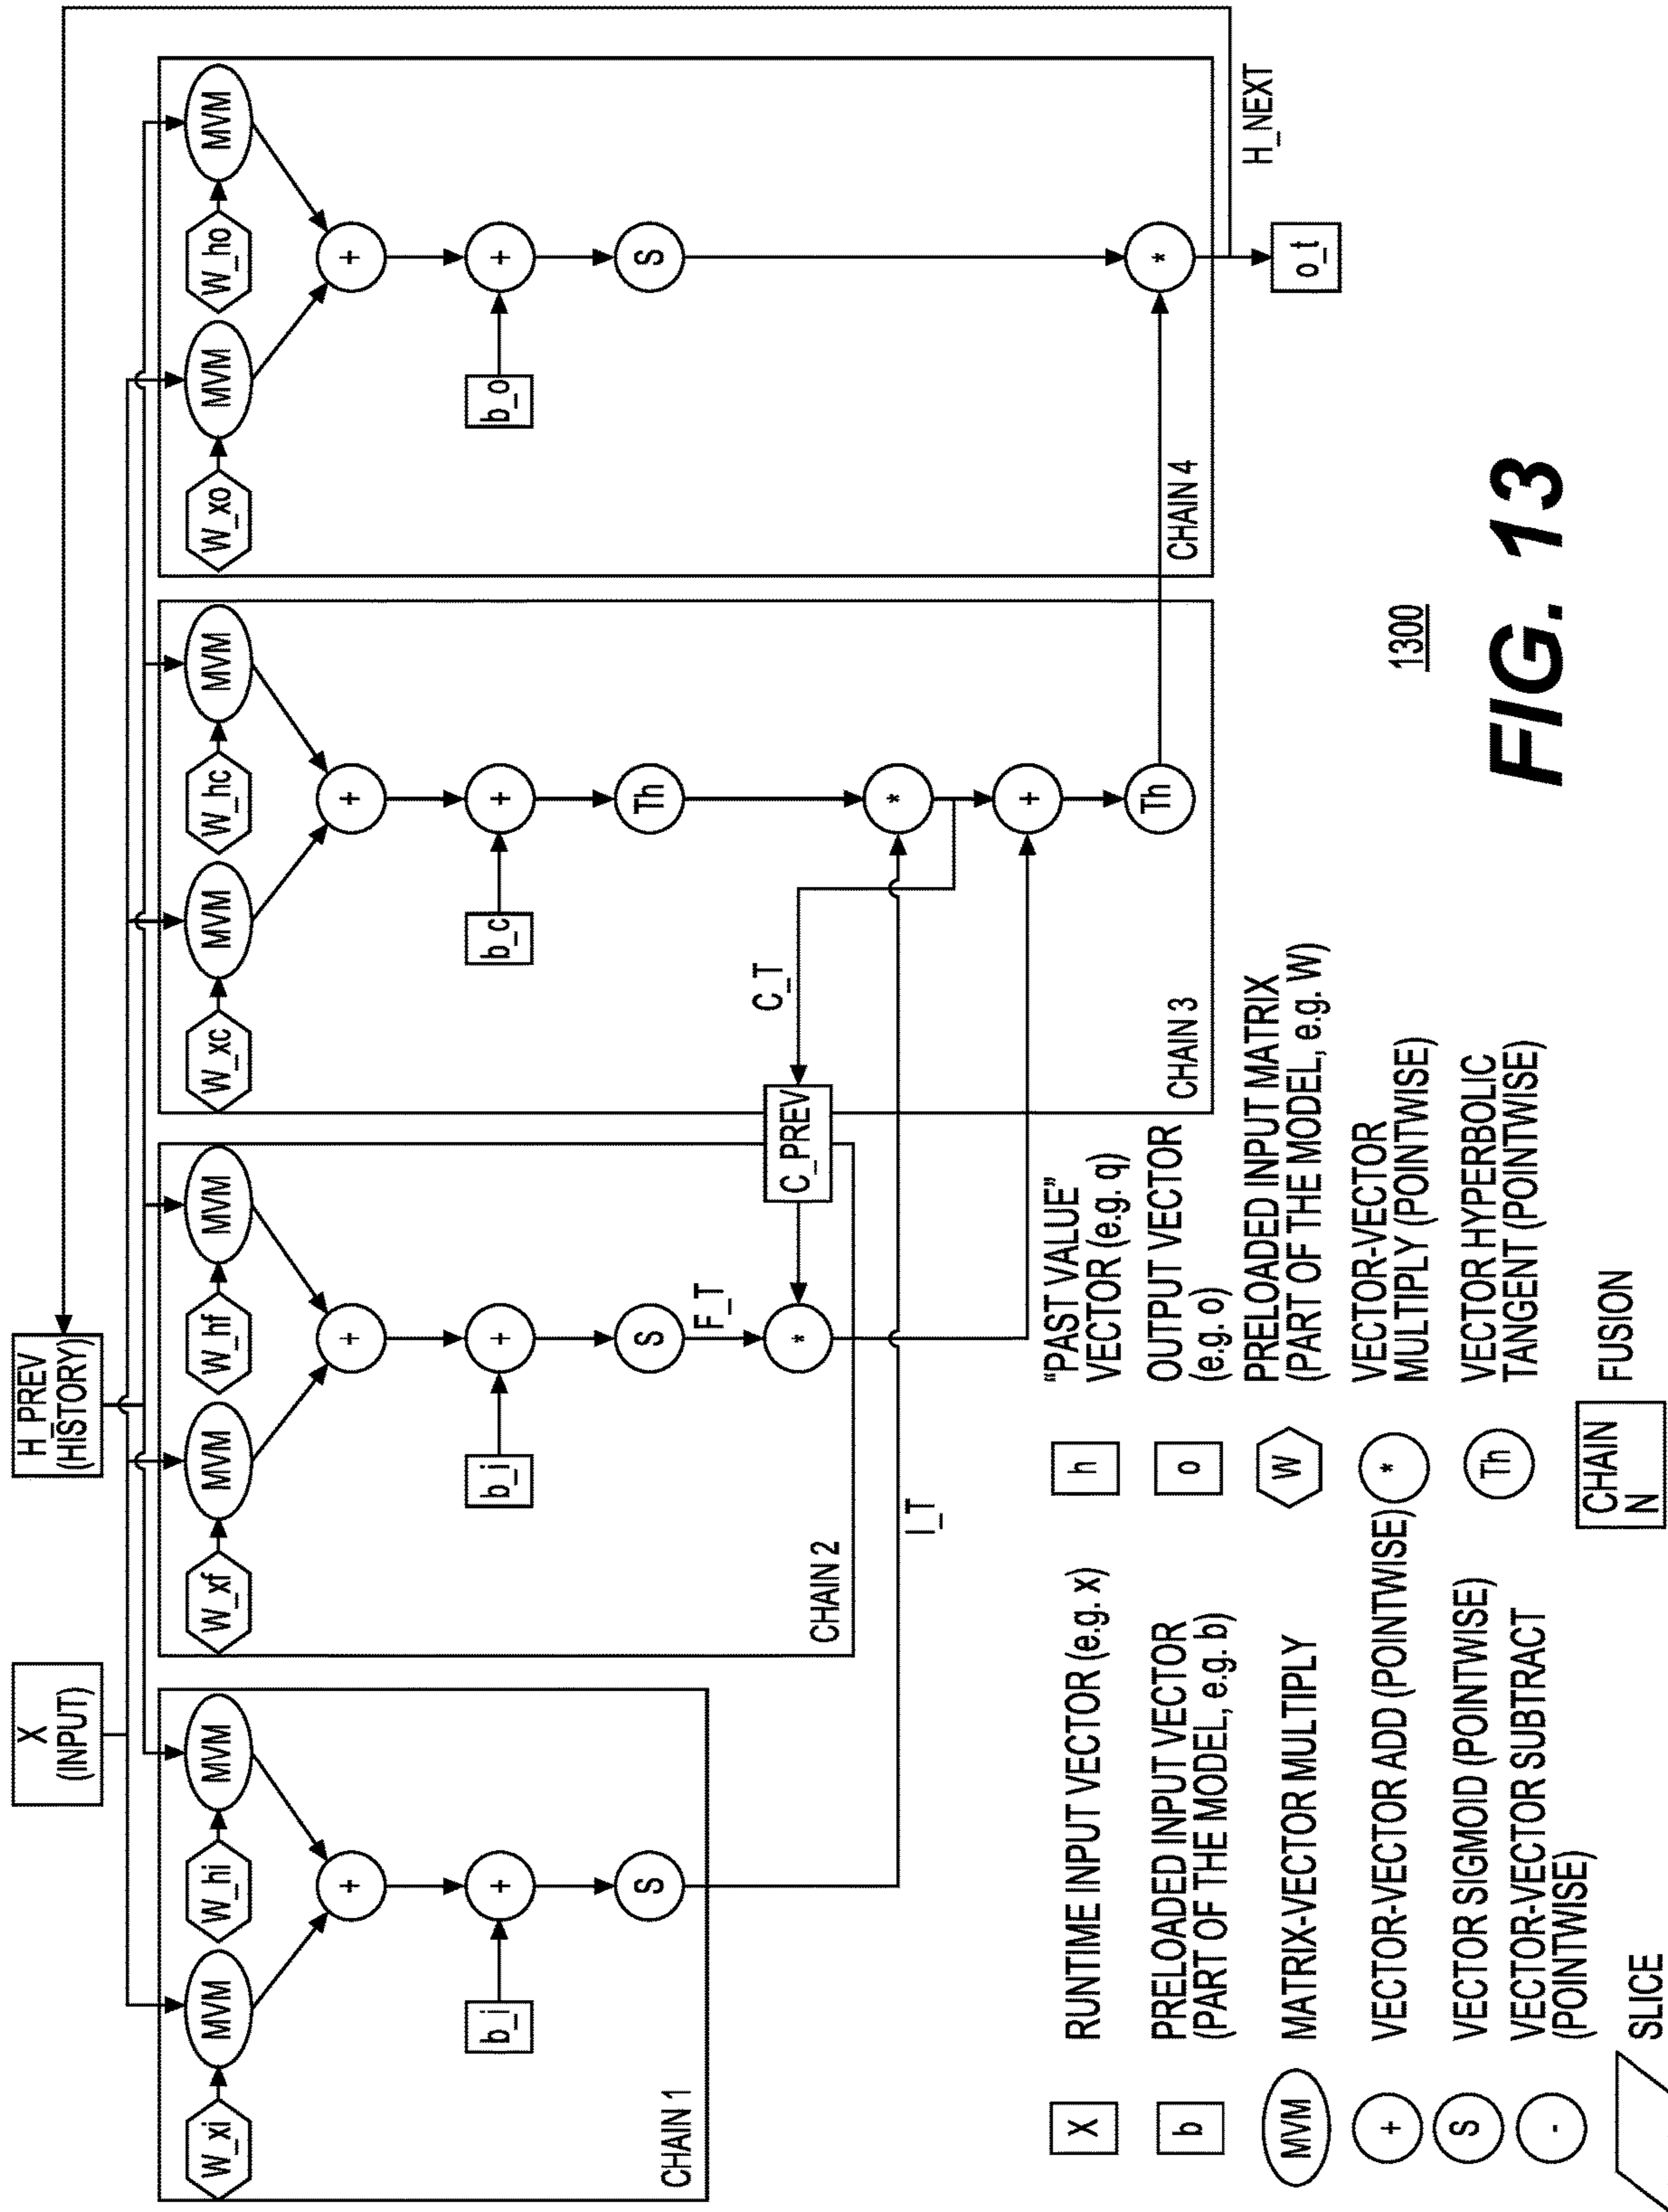 X
(INPUT)
H_PREV
(HISTORY)
W_xi
MVM
W_hi
MVM
+
b_i
+
S
CHAIN 1
I_T
W_xf
MVM
W_hf
MVM
+
b_i
+
S
F_T
*
C_PREV
CHAIN 2
W_xc
MVM
W_hc
MVM
+
b_c
+
Th
C_T
*
+
Th
CHAIN 3
W_xo
MVM
W_ho
MVM
+
b_o
+
S
*
CHAIN 4
H_NEXT
o_t
X
RUNTIME INPUT VECTOR (e.g. x)
b
PRELOADED INPUT VECTOR
(PART OF THE MODEL, e.g. b)
MVM
MATRIX-VECTOR MULTIPLY
+
VECTOR-VECTOR ADD (POINTWISE)
S
VECTOR SIGMOID (POINTWISE)
-
VECTOR-VECTOR SUBTRACT
(POINTWISE)
SLICE
h
"PAST VALUE"
VECTOR (e.g. q)
o
OUTPUT VECTOR
(e.g. o)
W
PRELOADED INPUT MATRIX
(PART OF THE MODEL, e.g. W)
*
VECTOR-VECTOR
MULTIPLY (POINTWISE)
Th
VECTOR HYPERBOLIC
TANGENT (POINTWISE)
CHAIN
N
FUSION
1300
FIG. 13